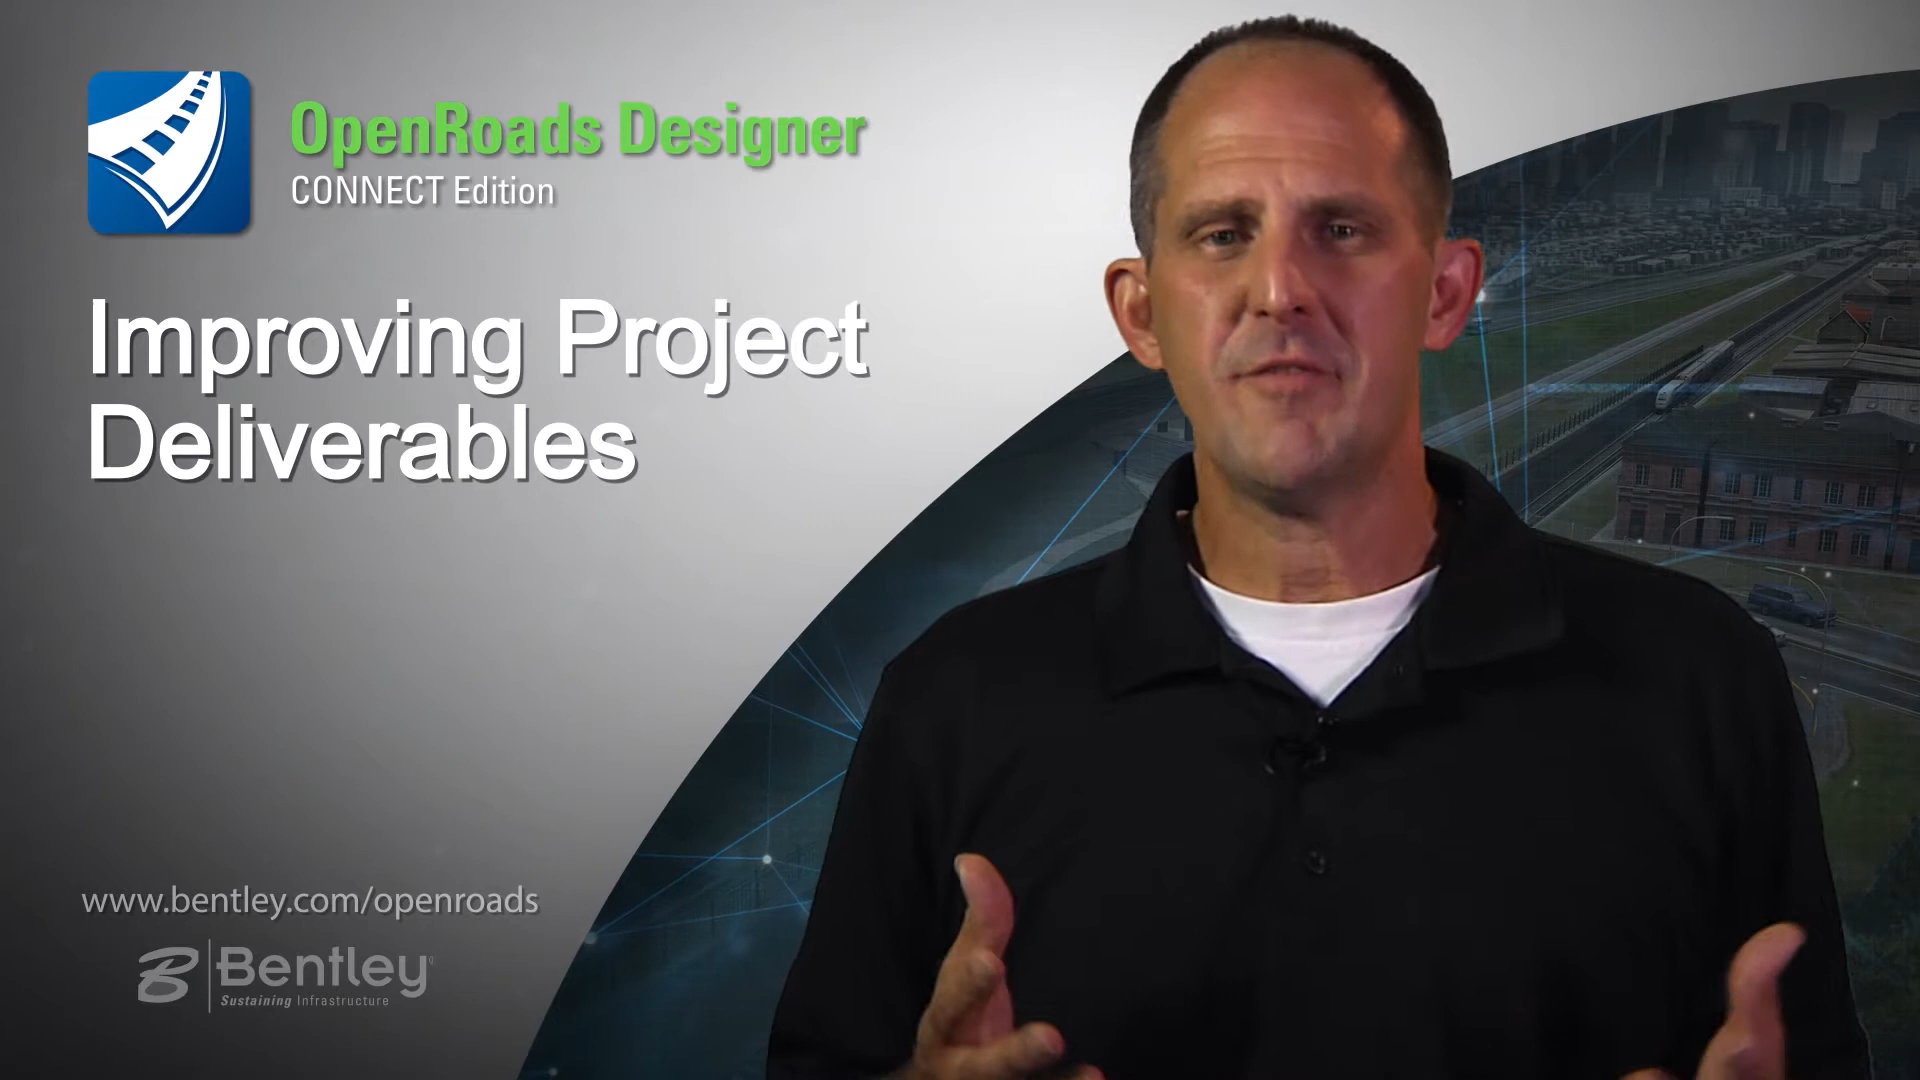 OpenRoads Designer
CONNECT Edition
Improving Project
Deliverables
www.bentley.com/openroads
Bentley
Sustaining Infrastructure